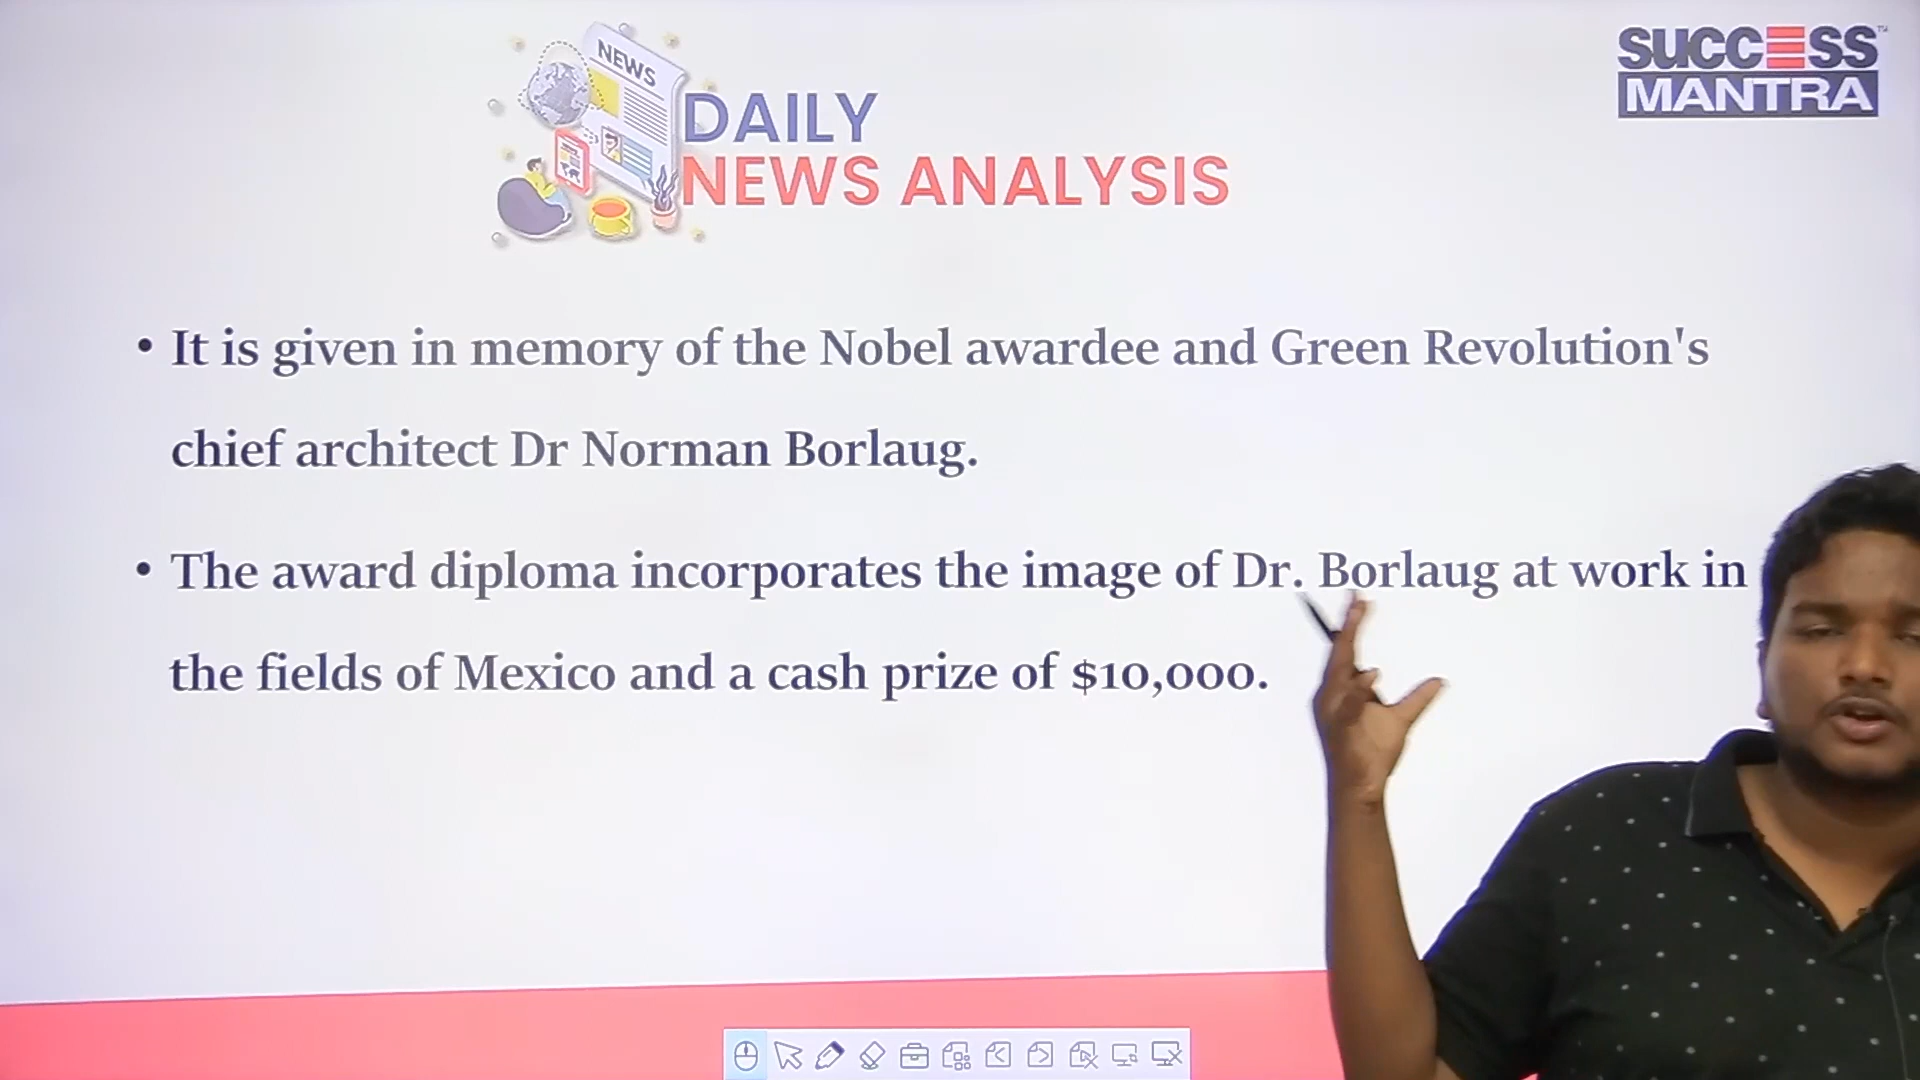 NEWS
DAILY
NEWS ANALYSIS
SUCCESS
MANTRA
• It is given in memory of the Nobel awardee and Green Revolution's
chief architect Dr Norman Borlaug.
• The award diploma incorporates the image of Dr. Borlaug at work in
the fields of Mexico and a cash prize of $10,000.